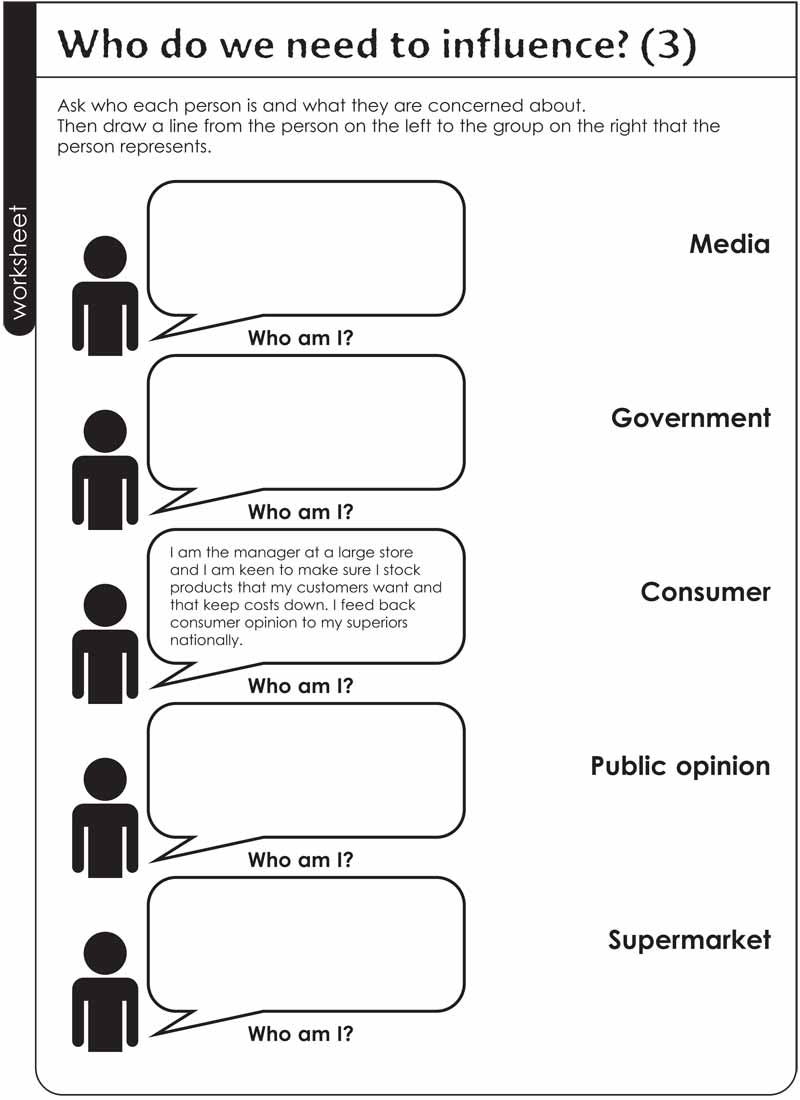 Who do we need to influence? (3)
Ask who each person is and what they are concerned about.
Then draw a line from the person on the left to the group on the right that the
person represents.
worksheet
Media
Who am I?
Government
Who am I?
I am the manager at a large store
and I am keen to make sure I stock
products that my customers want and
that keep costs down. I feed back
consumer opinion to my superiors
nationally.
Consumer
Who am I?
Public opinion
Who am I?
Supermarket
Who am I?